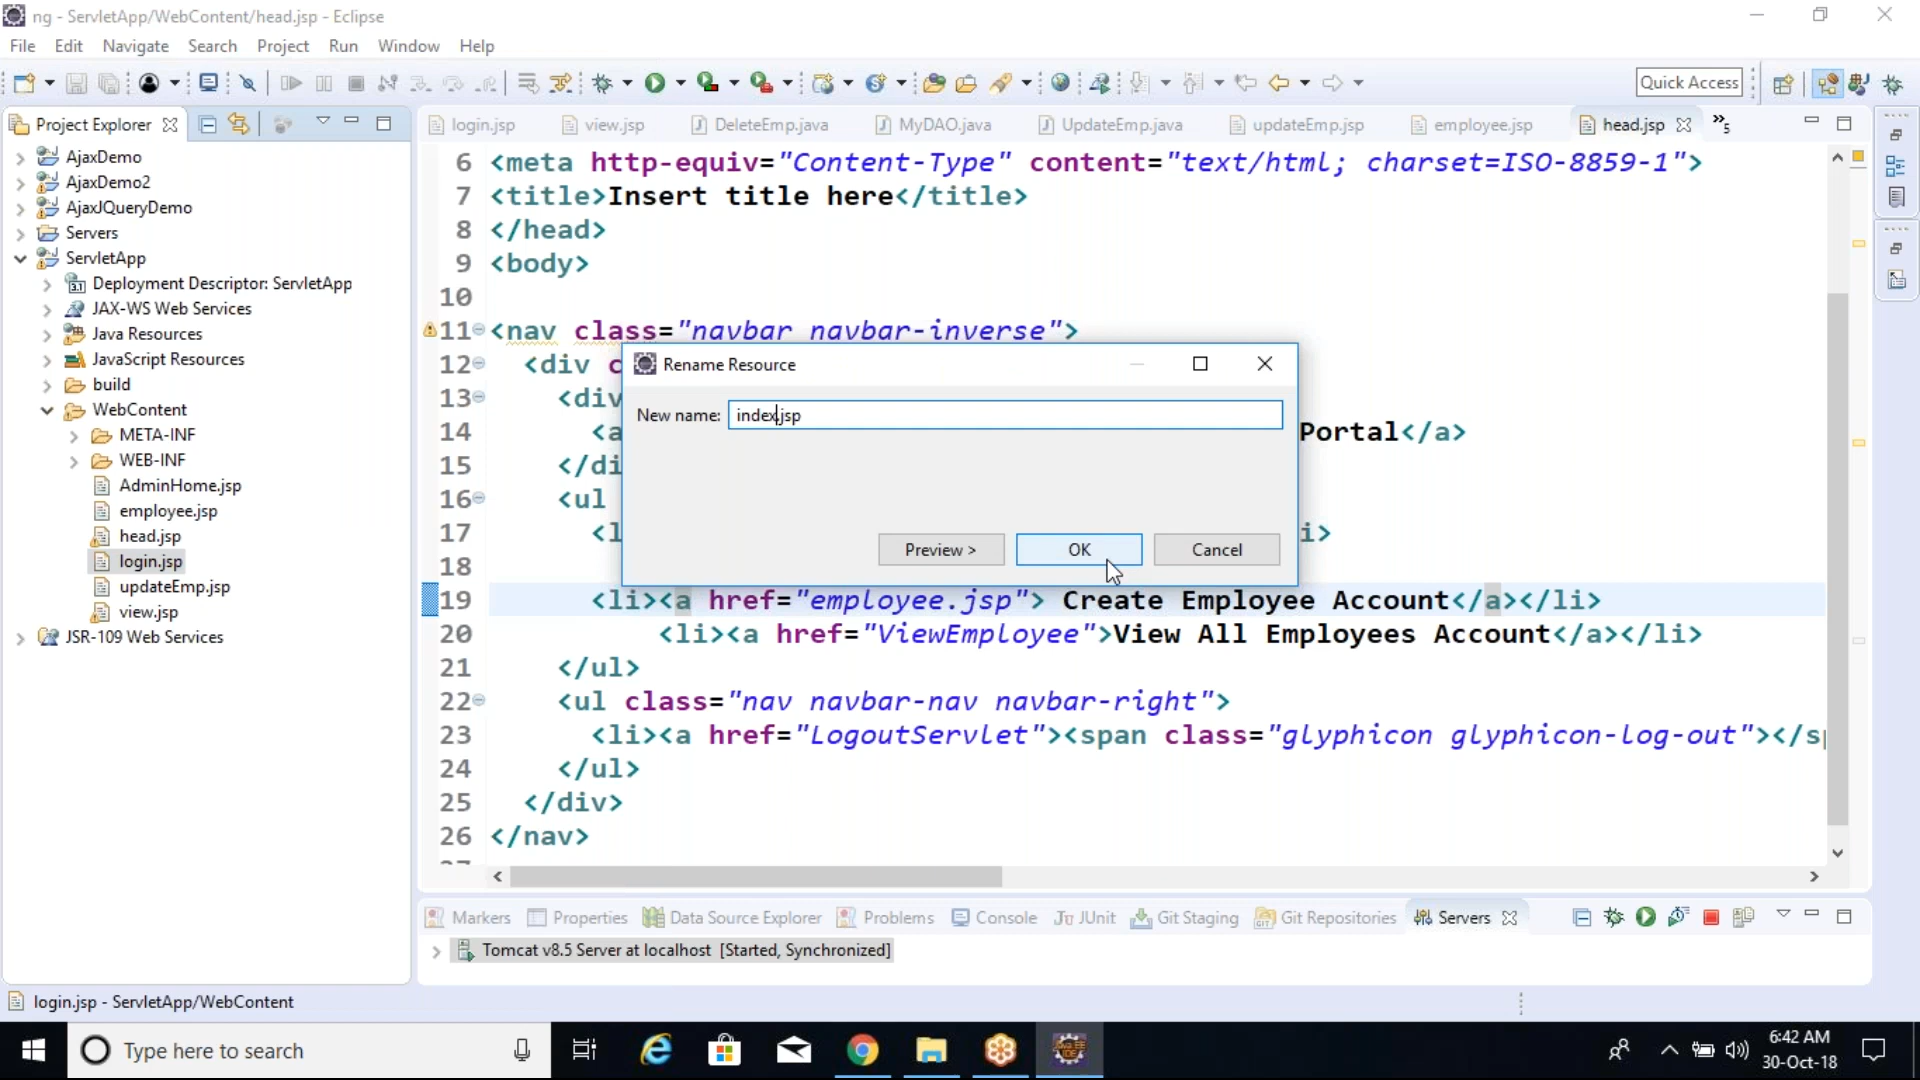 ng - ServletApp/WebContent/head.jsp - Eclipse
File Edit Navigate Search Project Run Window Help
Quick Access
Project Explorer
login.jsp view.jsp DeleteEmp.java MyDAO.java UpdateEmp.java updateEmp.jsp employee.jsp head.jsp »5
AjaxDemo
AjaxDemo2
AjaxJQueryDemo
Servers
ServletApp
Deployment Descriptor: ServletApp
JAX-WS Web Services
Java Resources
JavaScript Resources
build
WebContent
META-INF
WEB-INF
AdminHome.jsp
employee.jsp
head.jsp
login.jsp
updateEmp.jsp
view.jsp
JSR-109 Web Services
6 <meta http-equiv="Content-Type" content="text/html; charset=ISO-8859-1">
7 <title>Insert title here</title>
8 </head>
9 <body>
10
11 <nav class="navbar navbar-inverse">
12 <div c
13 <div
14 <a Portal</a>
15 </di
16 <ul
17 <l i>
18
19 <li><a href="employee.jsp"> Create Employee Account</a></li>
20 <li><a href="ViewEmployee">View All Employees Account</a></li>
21 </ul>
22 <ul class="nav navbar-nav navbar-right">
23 <li><a href="LogoutServlet"><span class="glyphicon glyphicon-log-out"></sp
24 </ul>
25 </div>
26 </nav>
Rename Resource
New name: index.jsp
Preview > OK Cancel
Markers Properties Data Source Explorer Problems Console JUnit Git Staging Git Repositories Servers
Tomcat v8.5 Server at localhost [Started, Synchronized]
login.jsp - ServletApp/WebContent
Type here to search
6:42 AM
30-Oct-18